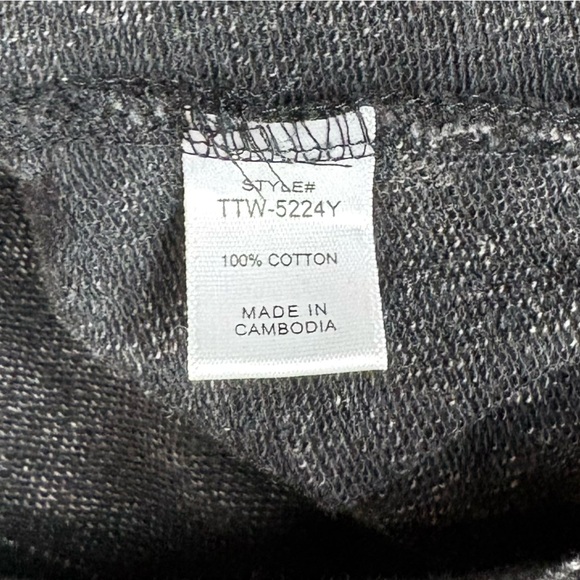 STYLE#
TTW-5224Y
100% COTTON
MADE IN
CAMBODIA